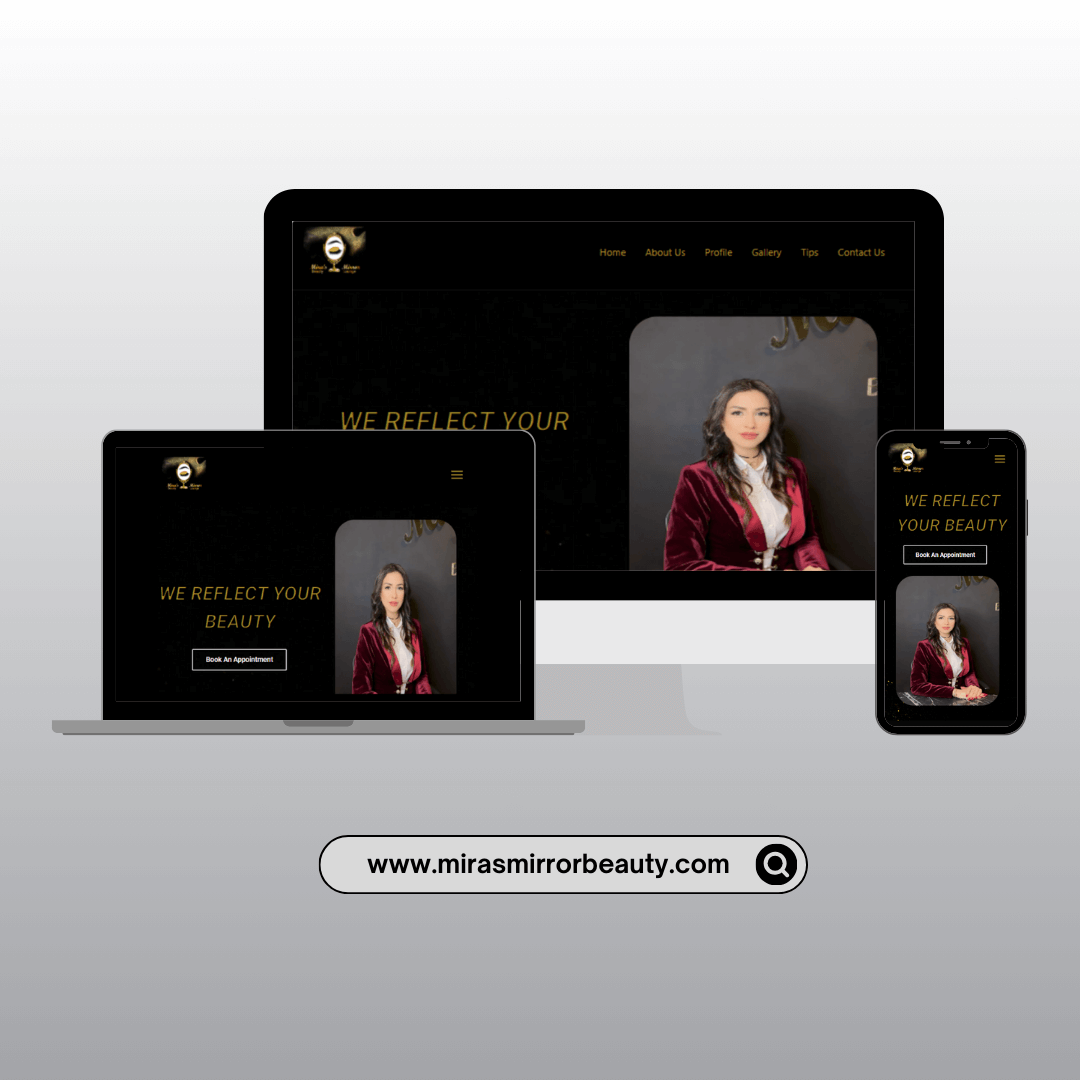 Home About Us Profile Gallery Tips Contact Us
WE REFLECT YOUR
WE REFLECT YOUR
BEAUTY
Book An Appointment
WE REFLECT
YOUR BEAUTY
Book An Appointment
www.mirasmirrorbeauty.com